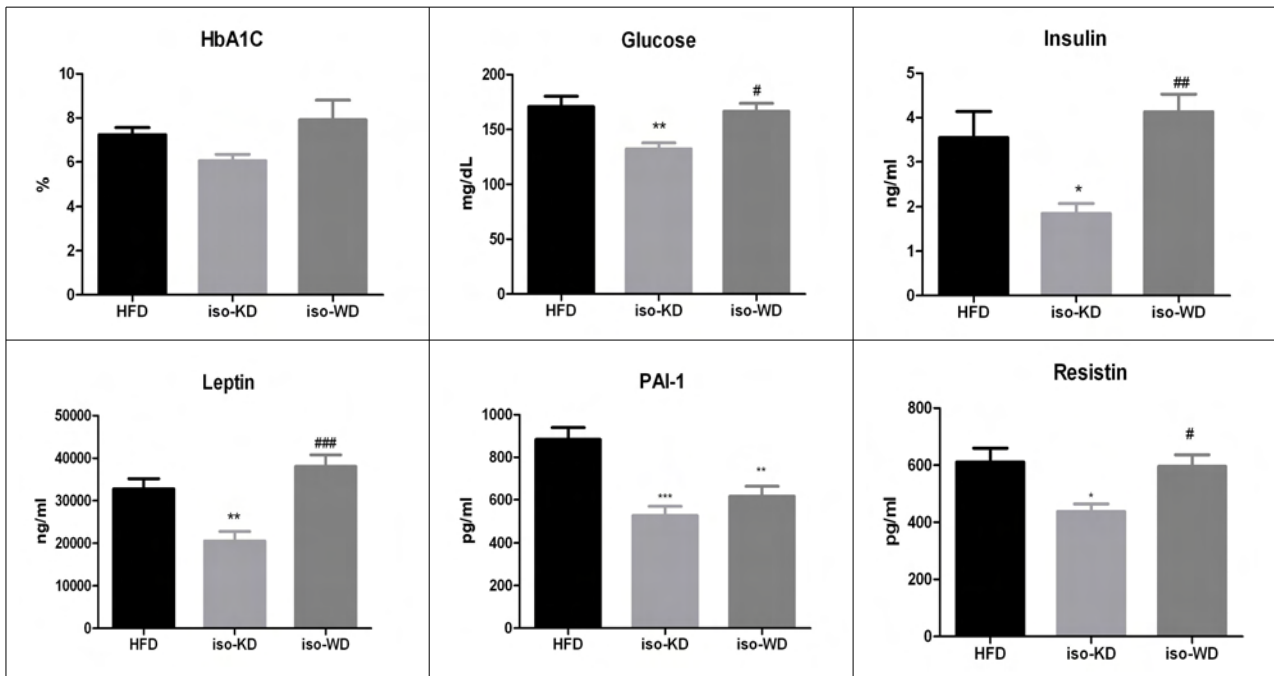 HbA1C
10
8
6
4
2
0
%
HFD
iso-KD
iso-WD
Glucose
200
150
100
50
0
mg/dL
**
#
HFD
iso-KD
iso-WD
Insulin
5
4
3
2
1
0
ng/ml
*
##
HFD
iso-KD
iso-WD
Leptin
50000
40000
30000
20000
10000
0
ng/ml
**
###
HFD
iso-KD
iso-WD
PAI-1
1000
800
600
400
200
0
pg/ml
***
**
HFD
iso-KD
iso-WD
Resistin
800
600
400
200
0
pg/ml
*
#
HFD
iso-KD
iso-WD